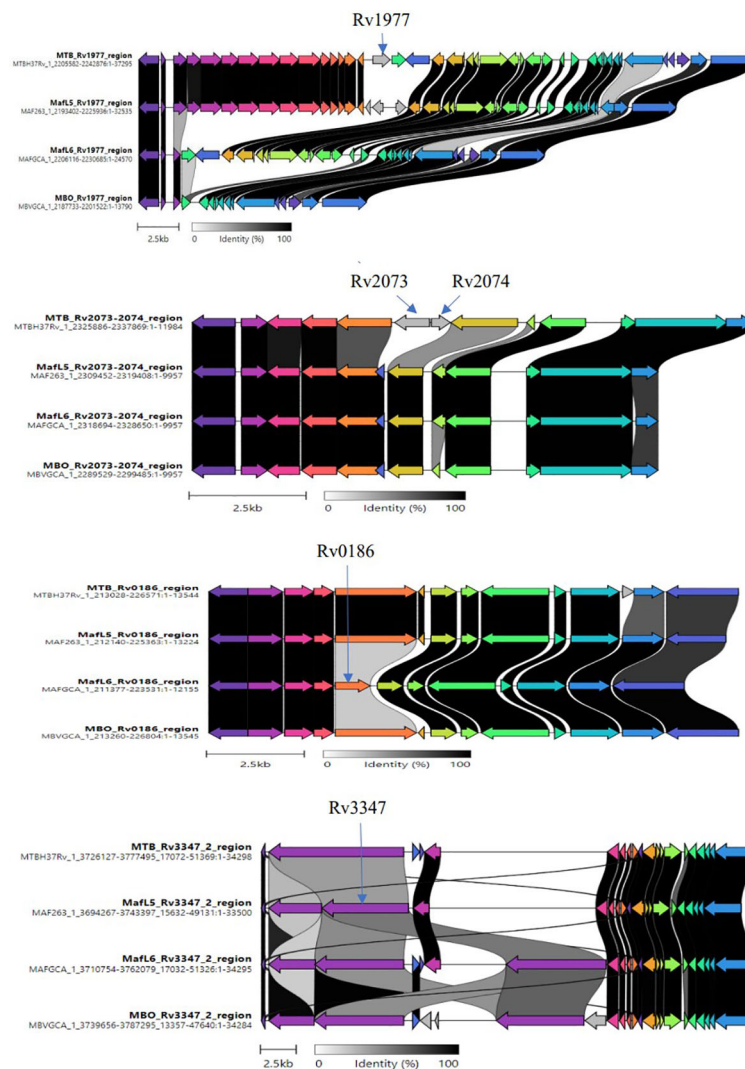 Rv1977
MTB_Rv1977_region
MTBH37Rv_1_2205582-2242876:1-37295
MafL5_Rv1977_region
MAF263_1_2193402-2225936:1-32535
MafL6_Rv1977_region
MAFGCA_1_2206116-2230685:1-24570
MBO_Rv1977_region
MBVGCA_1_2187733-2201522:1-13790
2.5kb
0 Identity (%) 100
Rv2073 Rv2074
MTB_Rv2073-2074_region
MTBH37Rv_1_2325886-2337869:1-11984
MafL5_Rv2073-2074_region
MAF263_1_2309452-2319408:1-9957
MafL6_Rv2073-2074_region
MAFGCA_1_2318694-2328650:1-9957
MBO_Rv2073-2074_region
MBVGCA_1_2289529-2299485:1-9957
2.5kb
0 Identity (%) 100
Rv0186
MTB_Rv0186_region
MTBH37Rv_1_213028-226571:1-13544
MafL5_Rv0186_region
MAF263_1_212140-225363:1-13224
MafL6_Rv0186_region
MAFGCA_1_211377-223531:1-12155
MBO_Rv0186_region
MBVGCA_1_213260-226804:1-13545
2.5kb
0 Identity (%) 100
Rv3347
MTB_Rv3347_2_region
MTBH37Rv_1_3726127-3777495_17072-51369:1-34298
MafL5_Rv3347_2_region
MAF263_1_3694267-3743397_15632-49131:1-33500
MafL6_Rv3347_2_region
MAFGCA_1_3710754-3762079_17032-51326:1-34295
MBO_Rv3347_2_region
MBVGCA_1_3739656-3787295_13357-47640:1-34284
2.5kb
0 Identity (%) 100